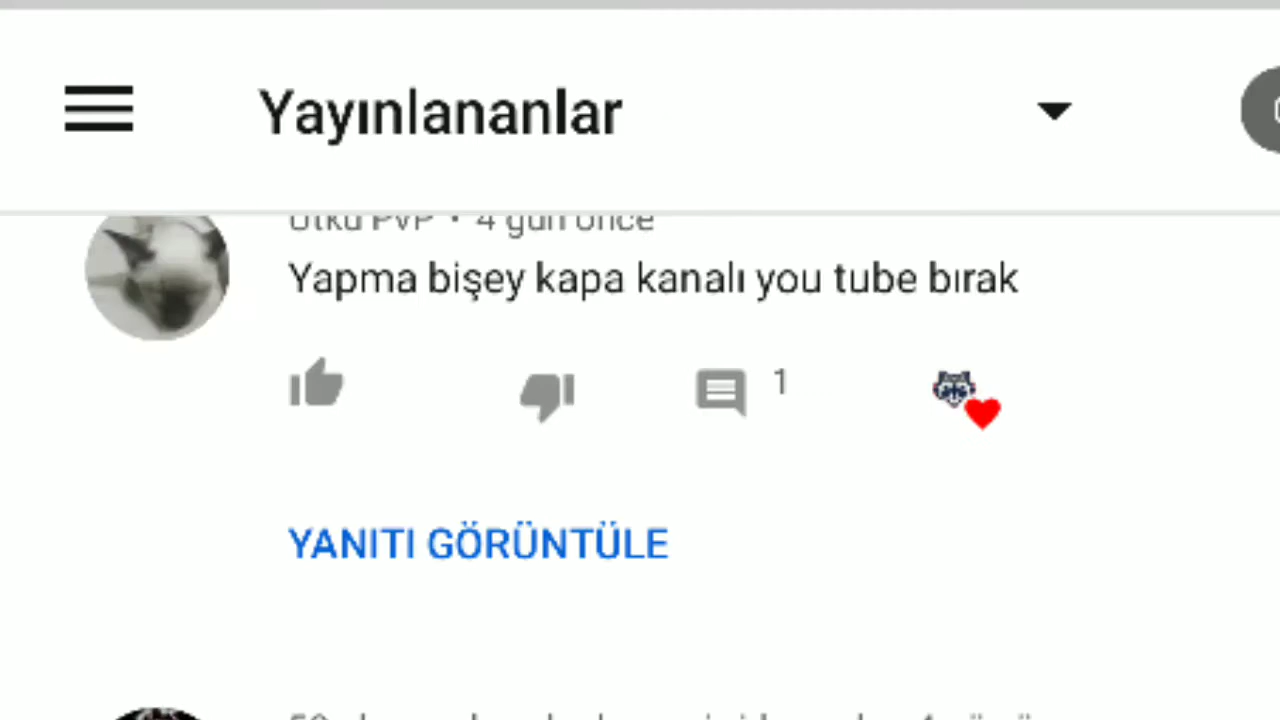 Yayınlananlar
Utku PvP • 4 gün önce
Yapma bişey kapa kanalı you tube bırak
1
YANITI GÖRÜNTÜLE